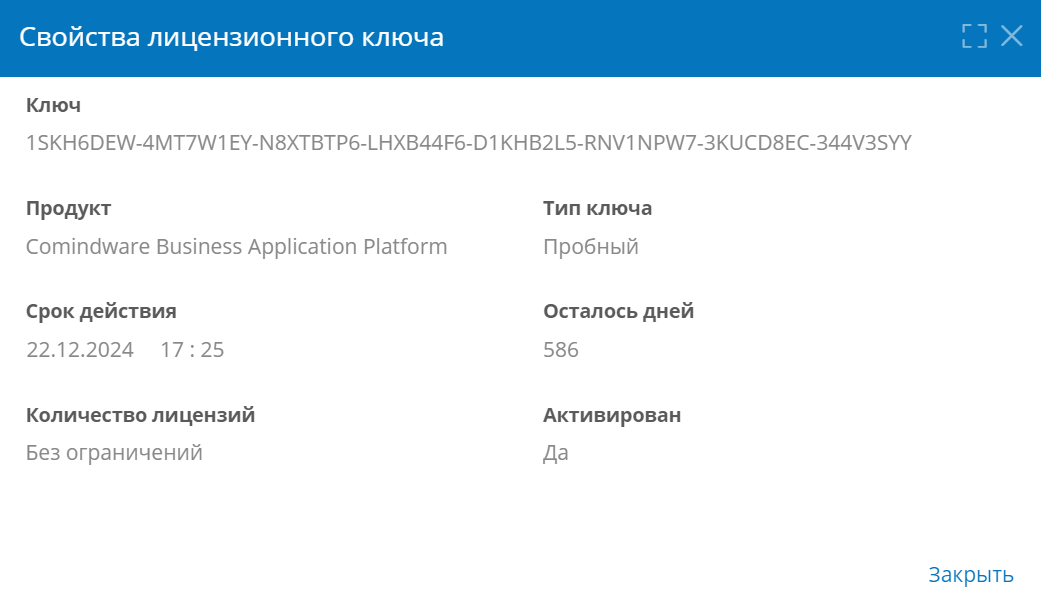 Свойства лицензионного ключа
Ключ
1SKH6DEW-4MT7W1EY-N8XTBTP6-LHXB44F6-D1KHB2L5-RNV1NPW7-3KUCD8EC-344V3SYY
Продукт
Comindware Business Application Platform
Тип ключа
Пробный
Срок действия
22.12.2024 17 : 25
Осталось дней
586
Количество лицензий
Без ограничений
Активирован
Да
Закрыть